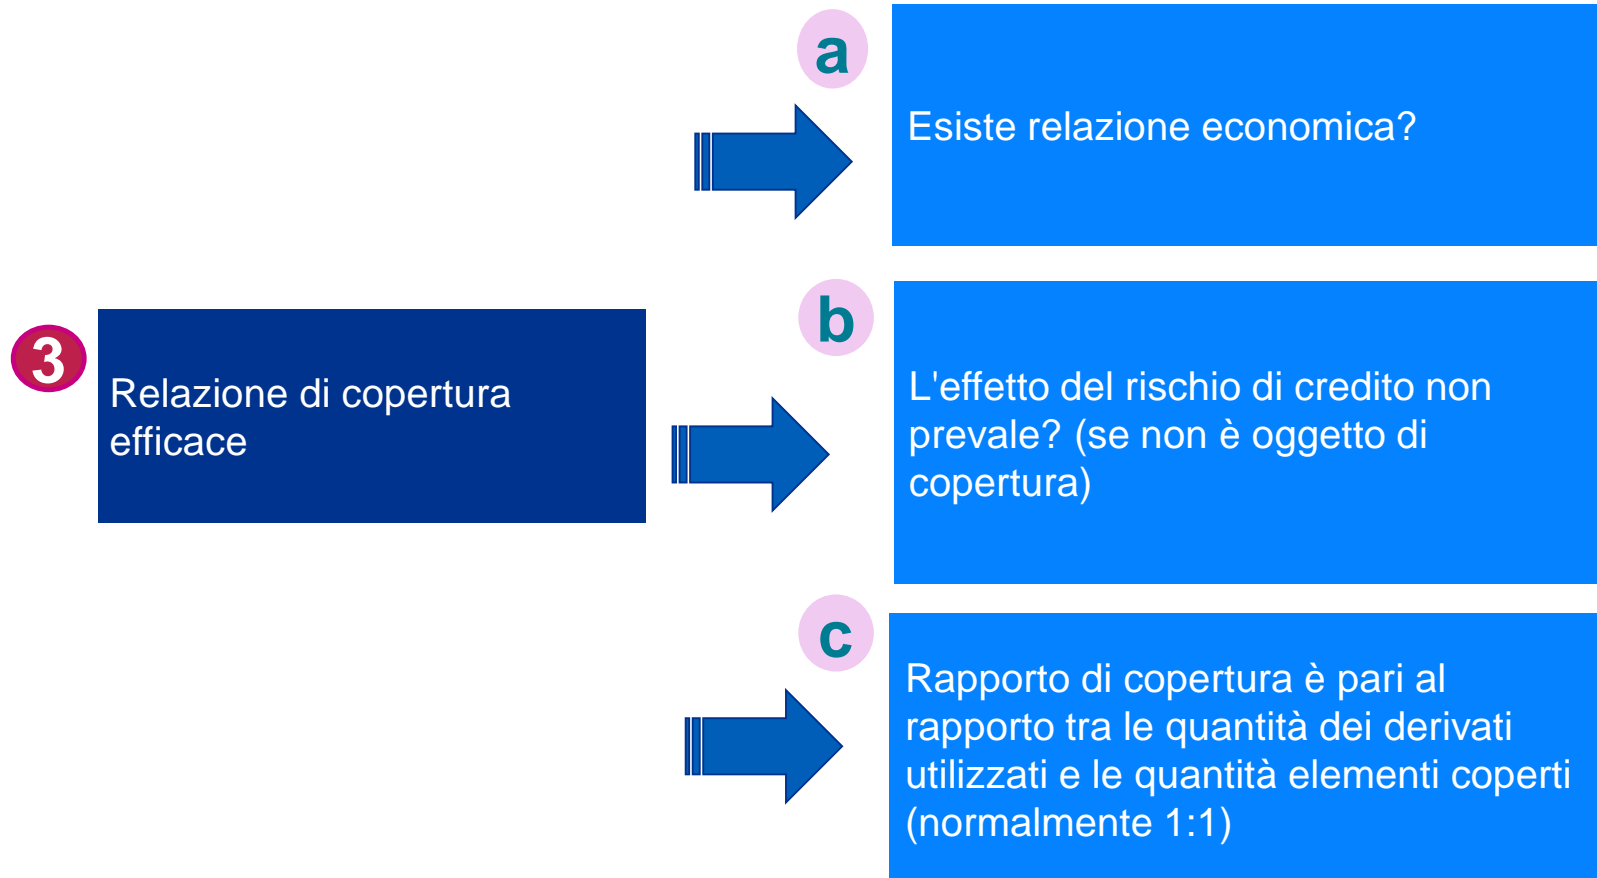 3
Relazione di copertura
efficace
a
Esiste relazione economica?
b
L'effetto del rischio di credito non
prevale? (se non è oggetto di
copertura)
c
Rapporto di copertura è pari al
rapporto tra le quantità dei derivati
utilizzati e le quantità elementi coperti
(normalmente 1:1)